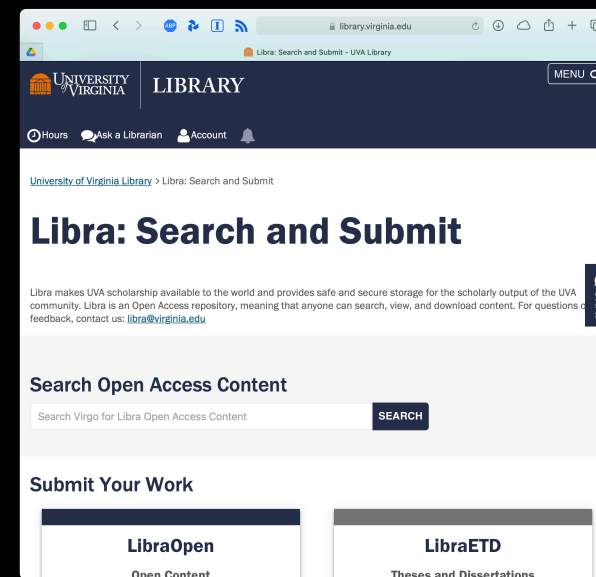 ABP
library.virginia.edu
Libra: Search and Submit - UVA Library
UNIVERSITY
of VIRGINIA
LIBRARY
MENU
Hours
Ask a Librarian
Account
University of Virginia Library > Libra: Search and Submit
Libra: Search and Submit
Libra makes UVA scholarship available to the world and provides safe and secure storage for the scholarly output of the UVA
community. Libra is an Open Access repository, meaning that anyone can search, view, and download content. For questions
feedback, contact us: libra@virginia.edu
Search Open Access Content
Search Virgo for Libra Open Access Content
SEARCH
Submit Your Work
LibraOpen
LibraETD
Open Content
Theses and Dissertations